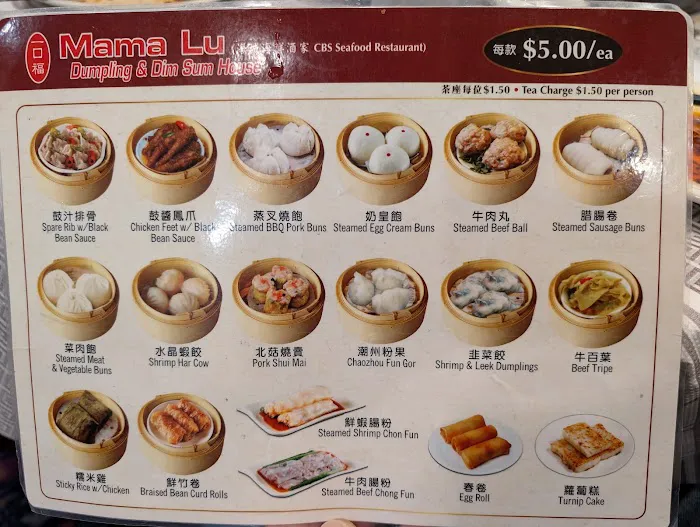 口福
Mama Lu
海洋酒家 CBS Seafood Restaurant)
Dumpling & Dim Sum House
每款 $5.00/ea
茶座每位$1.50 • Tea Charge $1.50 per person
鼓汁排骨
Spare Rib w/Black
Bean Sauce
鼓醬鳳爪
Chicken Feet w/ Black
Bean Sauce
蒸叉燒飽
Steamed BBQ Pork Buns
奶皇飽
Steamed Egg Cream Buns
牛肉丸
Steamed Beef Ball
腊腸卷
Steamed Sausage Buns
菜肉飽
Steamed Meat
& Vegetable Buns
水晶蝦餃
Shrimp Har Cow
北菇燒賣
Pork Shui Mai
潮州粉果
Chaozhou Fun Gor
韭菜餃
Shrimp & Leek Dumplings
牛百葉
Beef Tripe
糯米雞
Sticky Rice w/Chicken
鮮竹卷
Braised Bean Curd Rolls
鮮蝦腸粉
Steamed Shrimp Chon Fun
牛肉腸粉
Steamed Beef Chong Fun
春卷
Egg Roll
蘿蔔糕
Turnip Cake